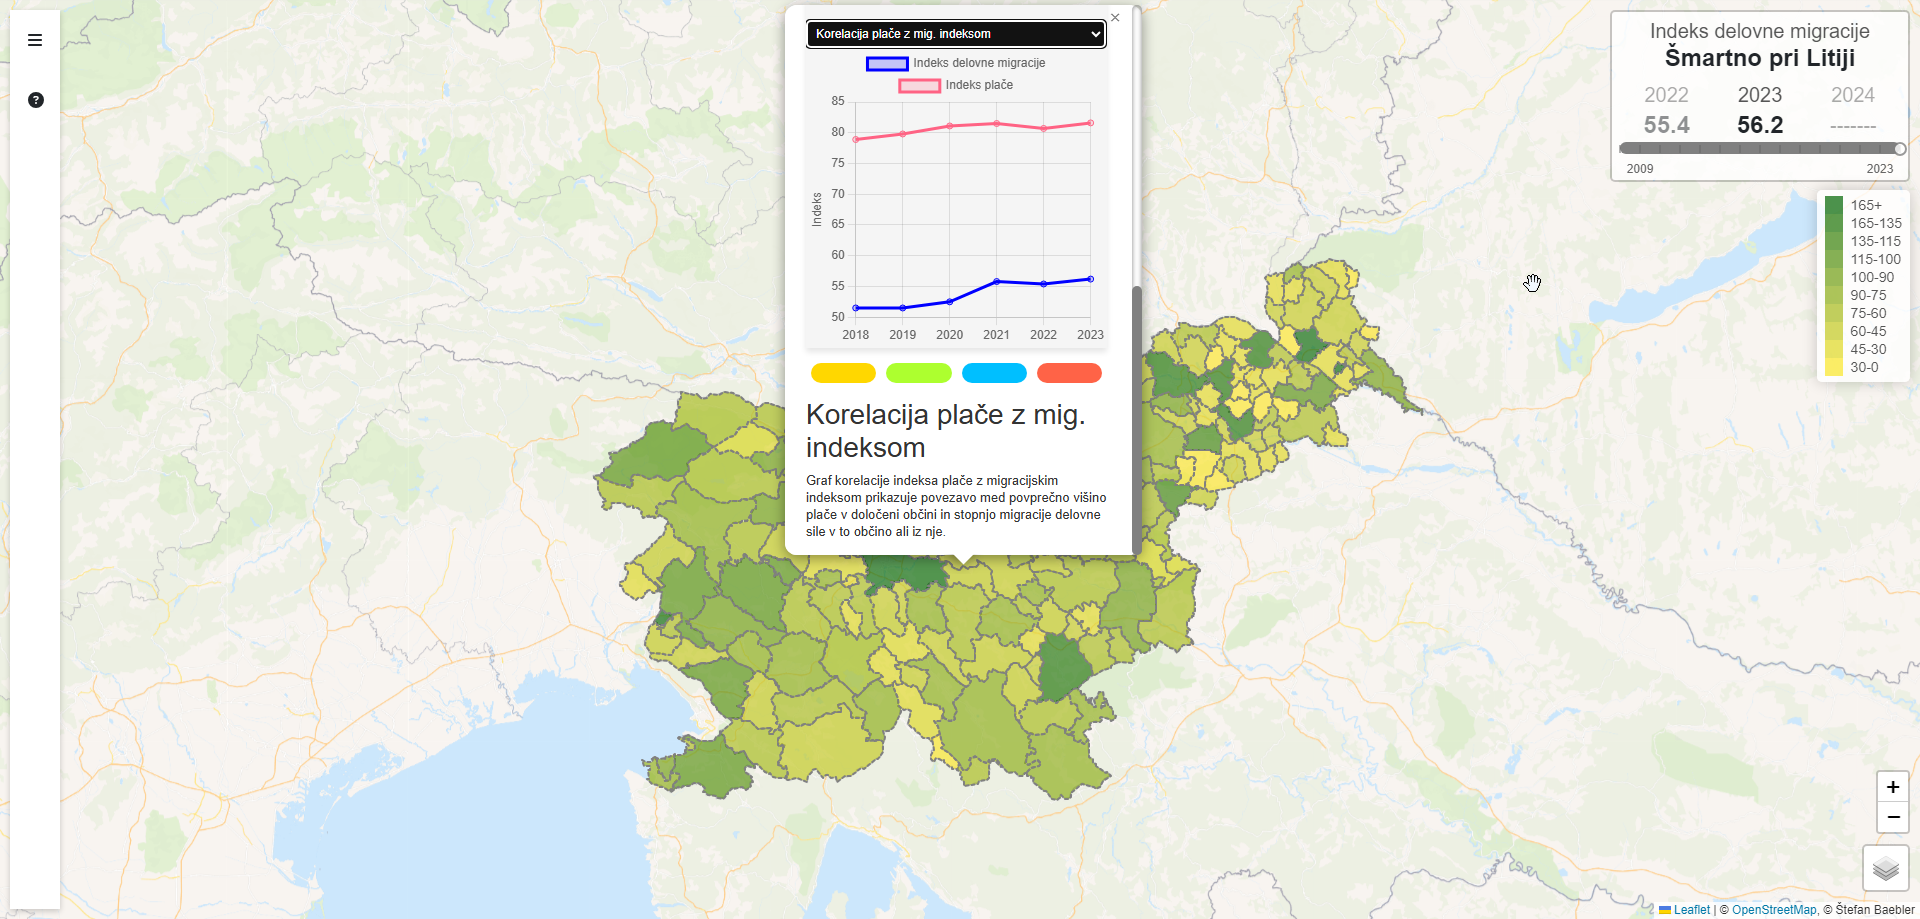 Korelacija plače z mig. indeksom
×
Indeks delovne migracije
Indeks plače
85
80
75
70
65
60
55
50
Indeks
2018 2019 2020 2021 2022 2023
Korelacija plače z mig.
indeksom
Graf korelacije indeksa plače z migracijskim
indeksom prikazuje povezavo med povprečno višino
plače v določeni občini in stopnjo migracije delovne
sile v to občino ali iz nje.
?
Indeks delovne migracije
Šmartno pri Litiji
2022 2023 2024
55.4 56.2 -------
2009 2023
165+
165-135
135-115
115-100
100-90
90-75
75-60
60-45
45-30
30-0
+
−
Leaflet | © OpenStreetMap, © Štefan Baebler